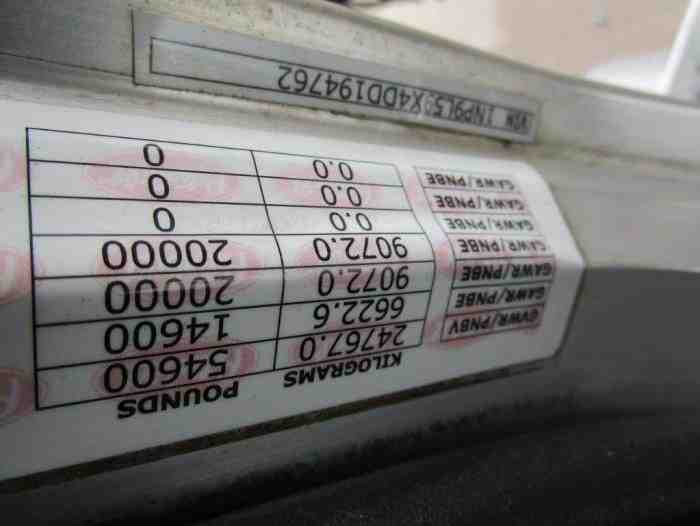 KILOGRAMS POUNDS
GVWR/PNBV 24767.0 54600
GAWR/PNBE 6622.6 14600
GAWR/PNBE 9072.0 20000
GAWR/PNBE 9072.0 20000
GAWR/PNBE 0.0 0
GAWR/PNBE 0.0 0
GAWR/PNBE 0.0 0
VIN 1NP9L59X4DD194762